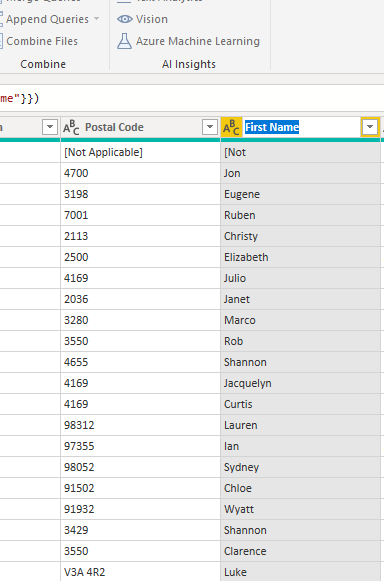 Append Queries
Vision
Combine Files
Azure Machine Learning
Combine
AI Insights
me"}})
ABC Postal Code
ABC First Name
[Not Applicable] [Not
4700 Jon
3198 Eugene
7001 Ruben
2113 Christy
2500 Elizabeth
4169 Julio
2036 Janet
3280 Marco
3550 Rob
4655 Shannon
4169 Jacquelyn
4169 Curtis
98312 Lauren
97355 Ian
98052 Sydney
91502 Chloe
91932 Wyatt
3429 Shannon
3550 Clarence
V3A 4R2 Luke